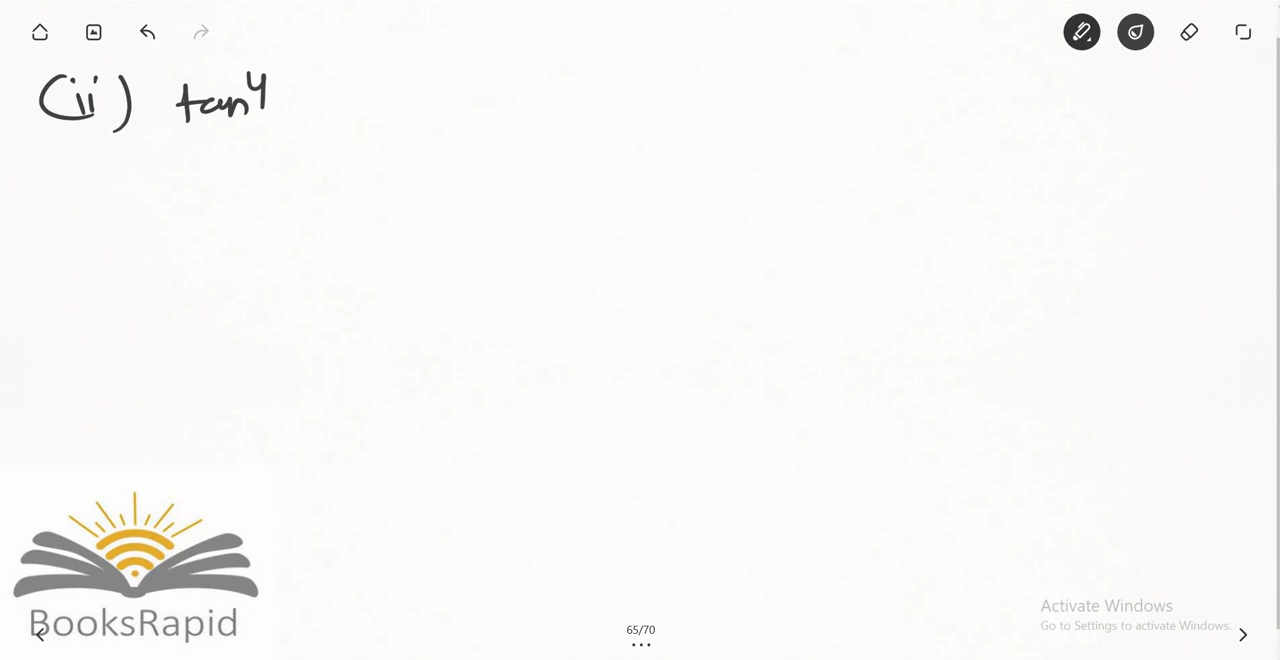 (ii) tan⁴
BooksRapid
Activate Windows
Go to Settings to activate Windows.
65/70